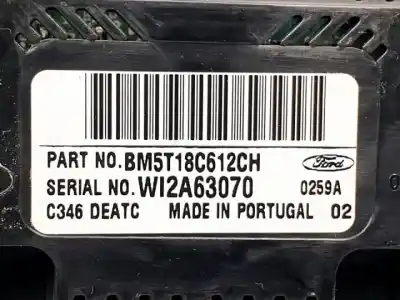 PART NO.BM5T18C612CH
Ford
SERIAL NO.WI2A63070
0259A
C346 DEATC MADE IN PORTUGAL 02